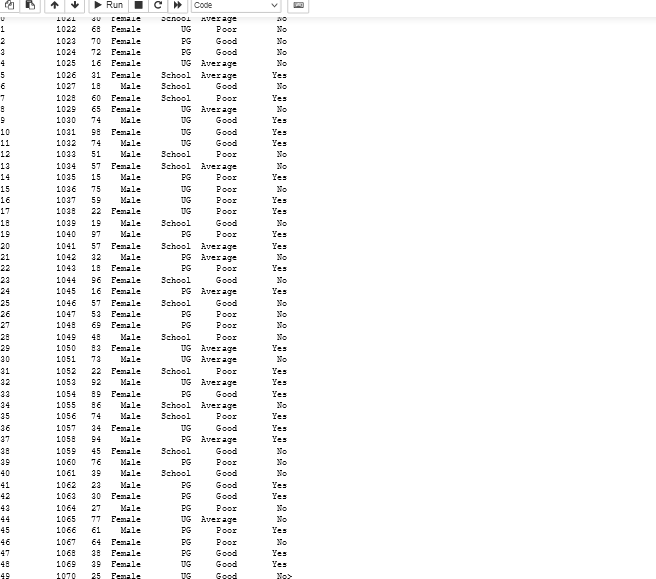 Run Code
0 1021 30 Female School Average No
1 1022 68 Female UG Poor No
2 1023 70 Female PG Good No
3 1024 72 Female PG Good No
4 1025 16 Female UG Average No
5 1026 31 Female School Average Yes
6 1027 18 Male School Good No
7 1028 60 Female School Poor Yes
8 1029 65 Female UG Average No
9 1030 74 Male UG Good Yes
10 1031 98 Female UG Good Yes
11 1032 74 Male UG Good Yes
12 1033 51 Male School Poor No
13 1034 57 Female School Average No
14 1035 15 Male PG Poor Yes
15 1036 75 Male UG Poor No
16 1037 59 Male UG Poor Yes
17 1038 22 Female UG Poor Yes
18 1039 19 Male School Good No
19 1040 97 Male PG Poor Yes
20 1041 57 Female School Average Yes
21 1042 32 Male PG Average No
22 1043 18 Female PG Poor Yes
23 1044 96 Female School Good No
24 1045 16 Female PG Average Yes
25 1046 57 Female School Good No
26 1047 53 Female PG Poor No
27 1048 69 Female PG Poor No
28 1049 48 Male School Poor No
29 1050 83 Female UG Average Yes
30 1051 73 Male UG Average No
31 1052 22 Female School Poor Yes
32 1053 92 Male UG Average Yes
33 1054 89 Female PG Good Yes
34 1055 86 Male School Average No
35 1056 74 Male School Poor Yes
36 1057 34 Female UG Good Yes
37 1058 94 Male PG Average Yes
38 1059 45 Female School Good No
39 1060 76 Male PG Poor No
40 1061 39 Male School Good No
41 1062 23 Male PG Good Yes
42 1063 30 Female PG Good Yes
43 1064 27 Male PG Good No
44 1065 77 Female UG Average No
45 1066 61 Male PG Poor Yes
46 1067 64 Female PG Poor No
47 1068 38 Female PG Good Yes
48 1069 39 Female UG Good Yes
49 1070 25 Female UG Good No>